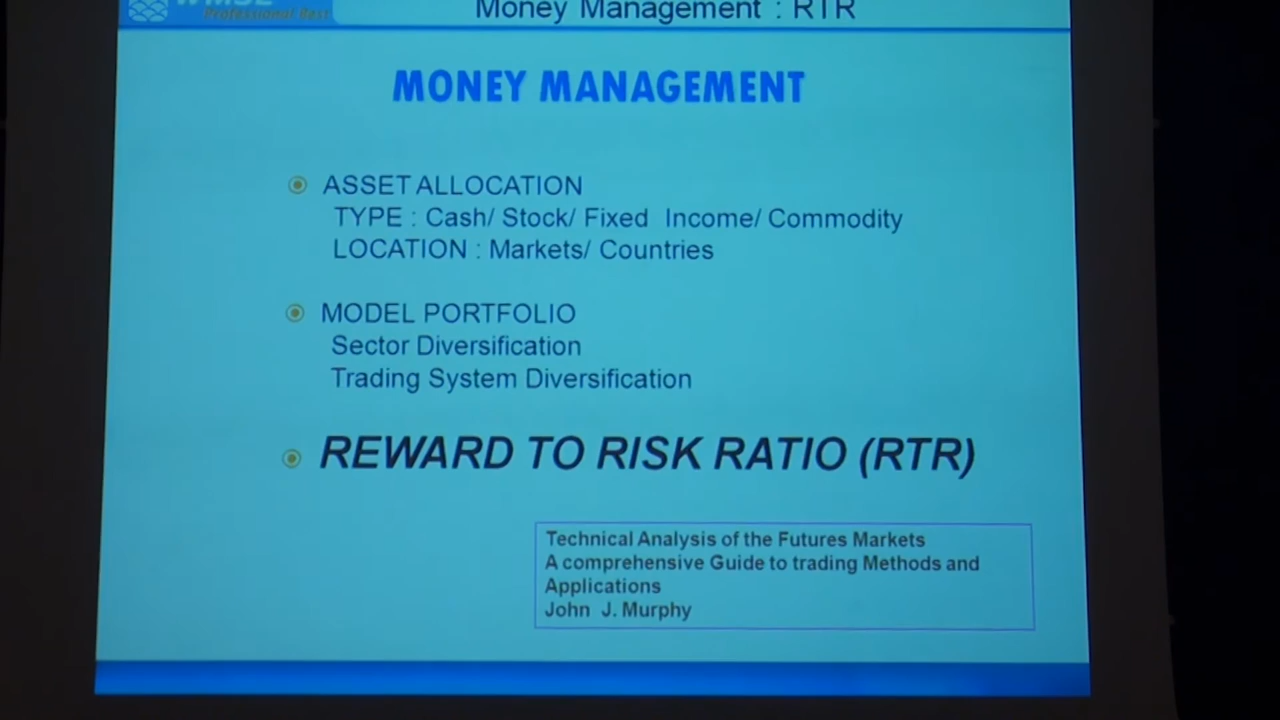 Professional Best
Money Management : RTR
MONEY MANAGEMENT
ASSET ALLOCATION
TYPE : Cash/ Stock/ Fixed Income/ Commodity
LOCATION : Markets/ Countries
MODEL PORTFOLIO
Sector Diversification
Trading System Diversification
REWARD TO RISK RATIO (RTR)
Technical Analysis of the Futures Markets
A comprehensive Guide to trading Methods and
Applications
John J. Murphy